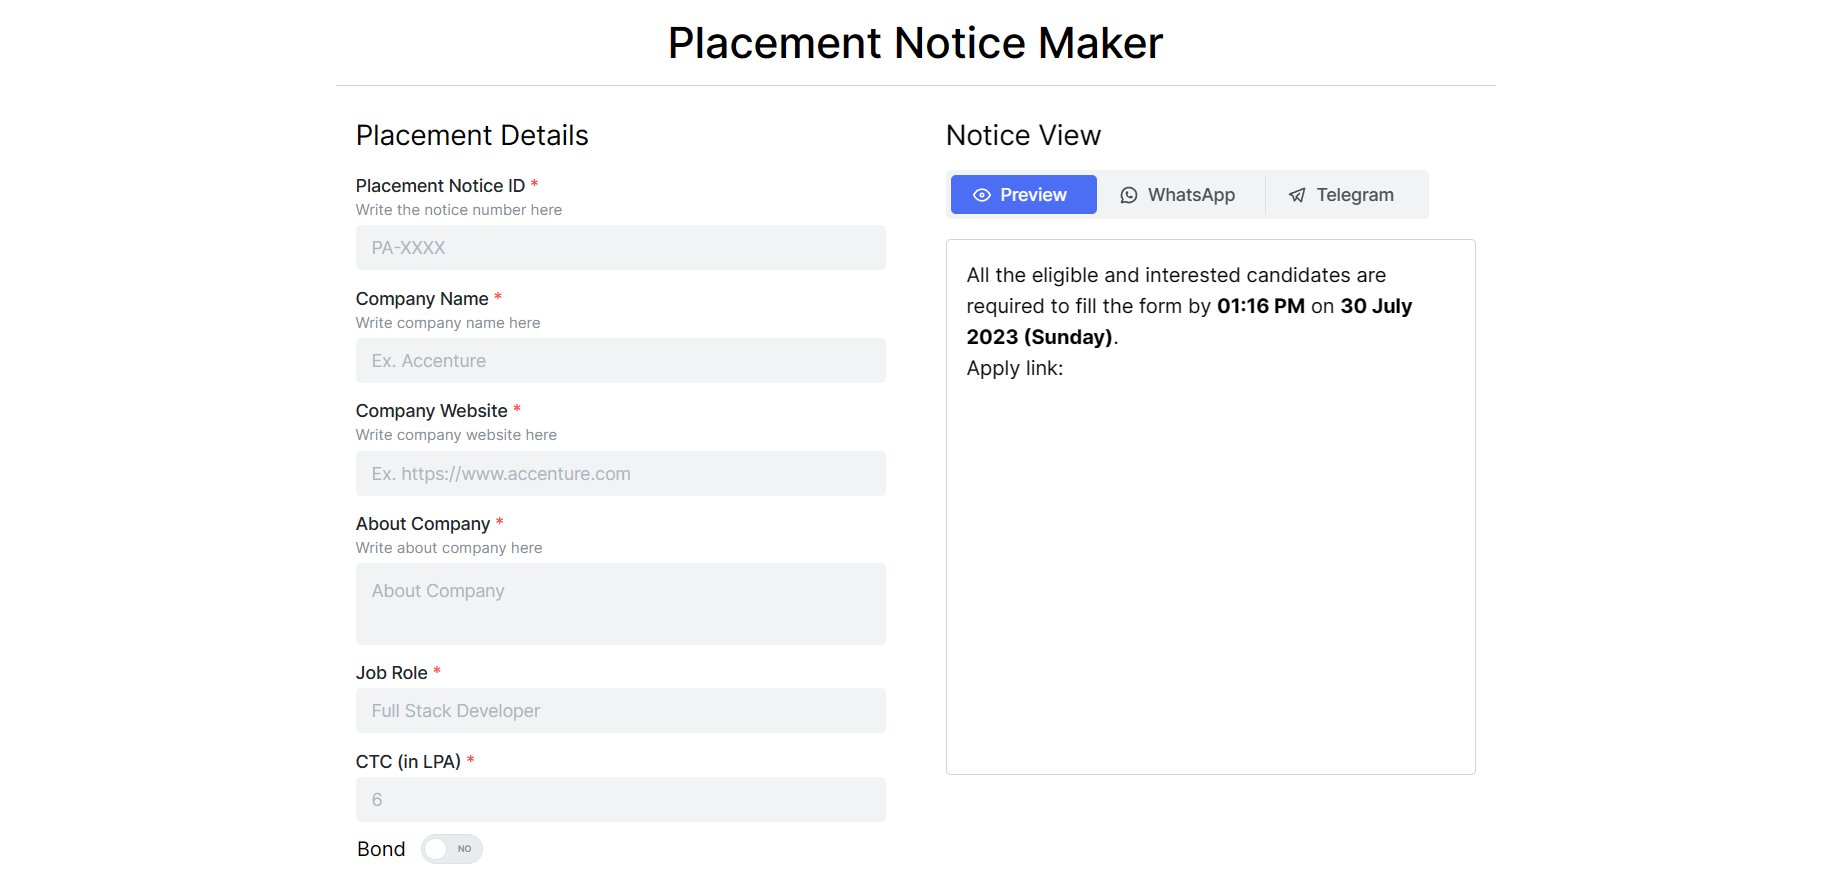 Placement Notice Maker
Placement Details
Placement Notice ID *
Write the notice number here
PA-XXXX
Company Name *
Write company name here
Ex. Accenture
Company Website *
Write company website here
Ex. https://www.accenture.com
About Company *
Write about company here
About Company
Job Role *
Full Stack Developer
CTC (in LPA) *
6
Bond NO
Notice View
Preview WhatsApp Telegram
All the eligible and interested candidates are
required to fill the form by 01:16 PM on 30 July
2023 (Sunday).
Apply link: